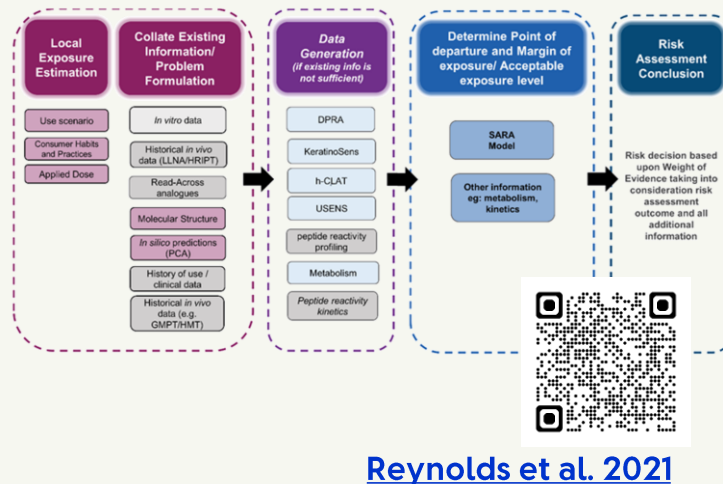 Local
Exposure
Estimation
Use scenario
Consumer Habits
and Practices
Applied Dose
Collate Existing
Information/
Problem
Formulation
In vitro data
Historical in vivo
data (LLNA/HRIPT)
Read-Across
analogues
Molecular Structure
In silico predictions
(PCA)
History of use /
clinical data
Historical in vivo
data (e.g.
GMPT/HMT)
Data
Generation
(if existing info is
not sufficient)
DPRA
KeratinoSens
h-CLAT
USENS
peptide reactivity
profiling
Metabolism
Peptide reactivity
kinetics
Determine Point of
departure and Margin of
exposure/ Acceptable
exposure level
SARA
Model
Other information
eg: metabolism,
kinetics
Risk
Assessment
Conclusion
Risk decision based
upon Weight of
Evidence taking into
consideration risk
assessment
outcome and all
additional
information
Reynolds et al. 2021